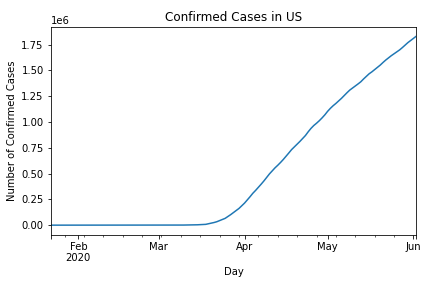 Confirmed Cases in US
1e6
Number of Confirmed Cases
1.75
1.50
1.25
1.00
0.75
0.50
0.25
0.00
Feb Mar Apr May Jun
2020
Day